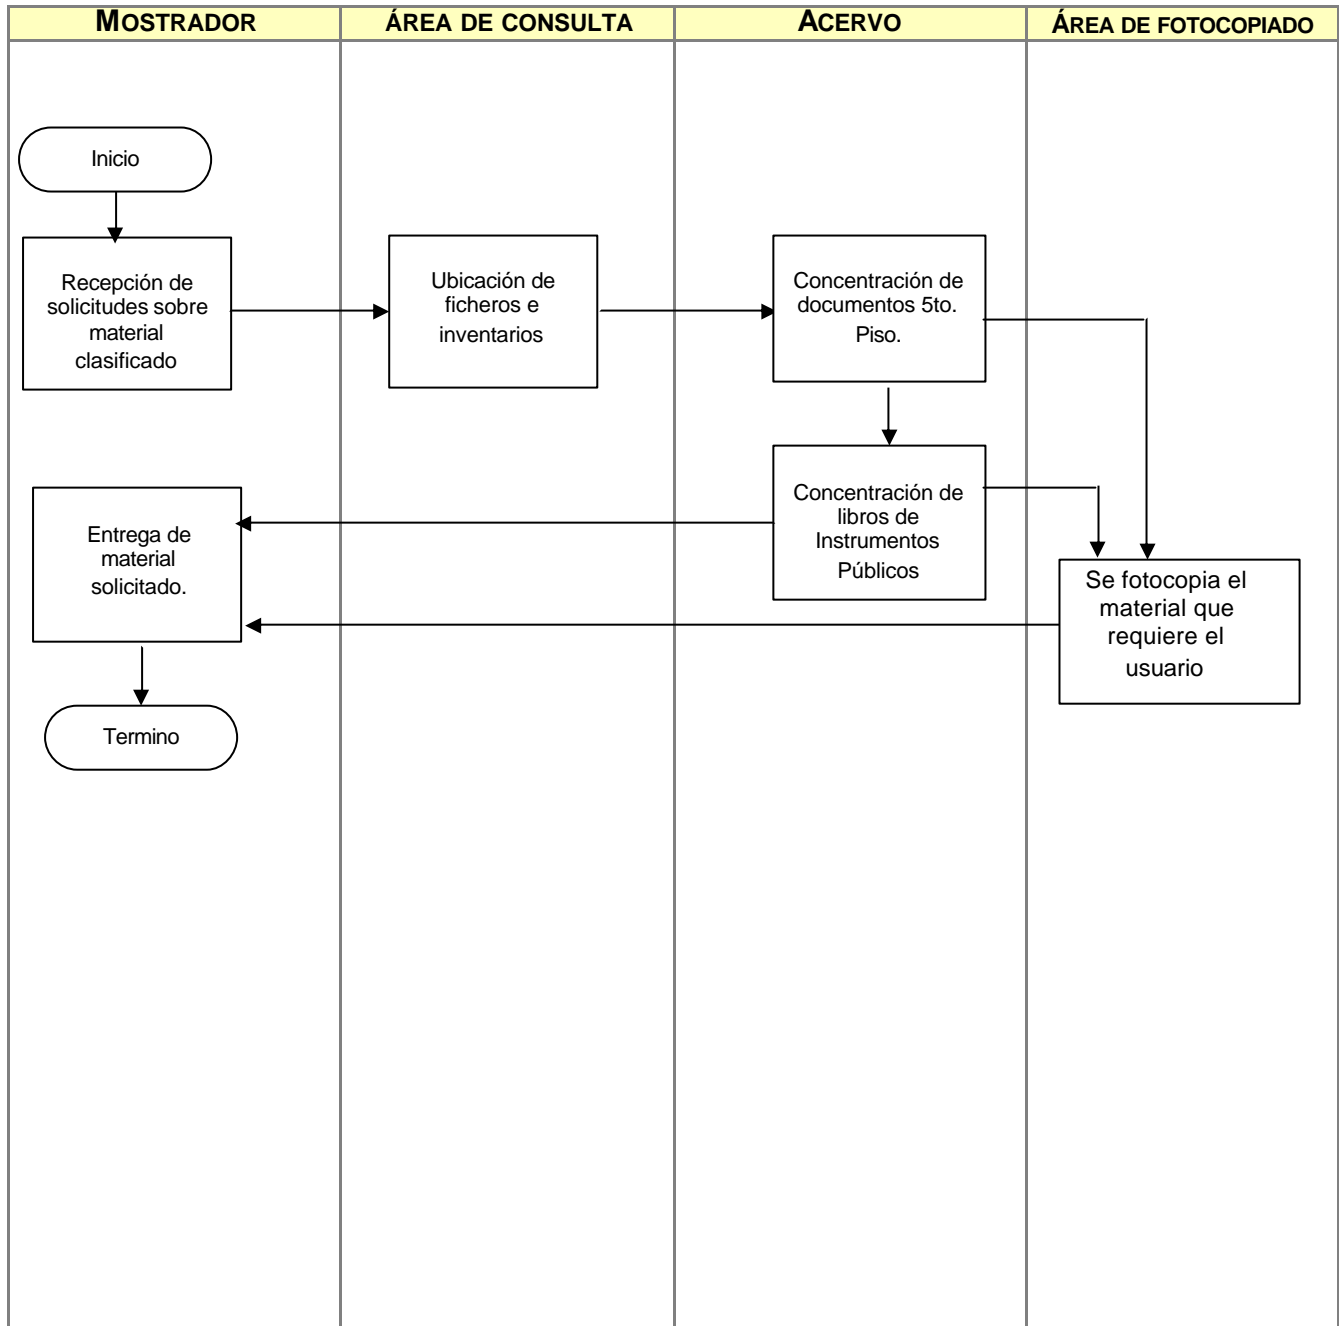 MOSTRADOR
ÁREA DE CONSULTA
ACERVO
ÁREA DE FOTOCOPIADO
Inicio
Recepción de
solicitudes sobre
material
clasificado
Ubicación de
ficheros e
inventarios
Concentración de
documentos 5to.
Piso.
Concentración de
libros de
Instrumentos
Públicos
Entrega de
material
solicitado.
Se fotocopia el
material que
requiere el
usuario
Termino